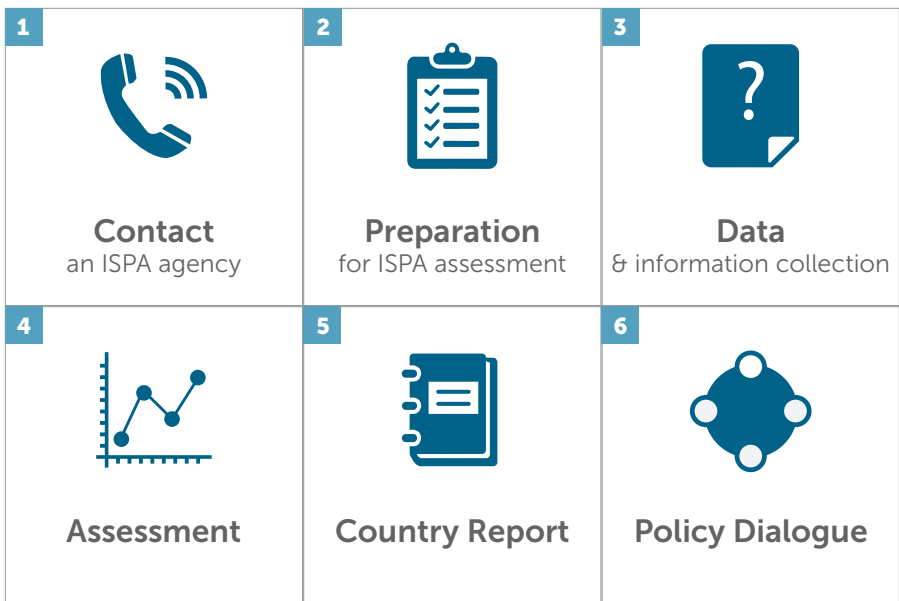 1
Contact
an ISPA agency
2
Preparation
for ISPA assessment
3
?
Data
& information collection
4
Assessment
5
Country Report
6
Policy Dialogue